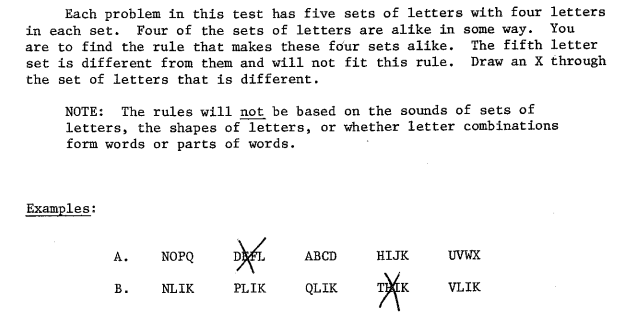 Each problem in this test has five sets of letters with four letters
in each set. Four of the sets of letters are alike in some way. You
are to find the rule that makes these four sets alike. The fifth letter
set is different from them and will not fit this rule. Draw an X through
the set of letters that is different.
NOTE: The rules will not be based on the sounds of sets of
letters, the shapes of letters, or whether letter combinations
form words or parts of words.
Examples:
A. NOPQ DEFL ABCD HIJK UVWX
B. NLIK PLIK QLIK THIK VLIK